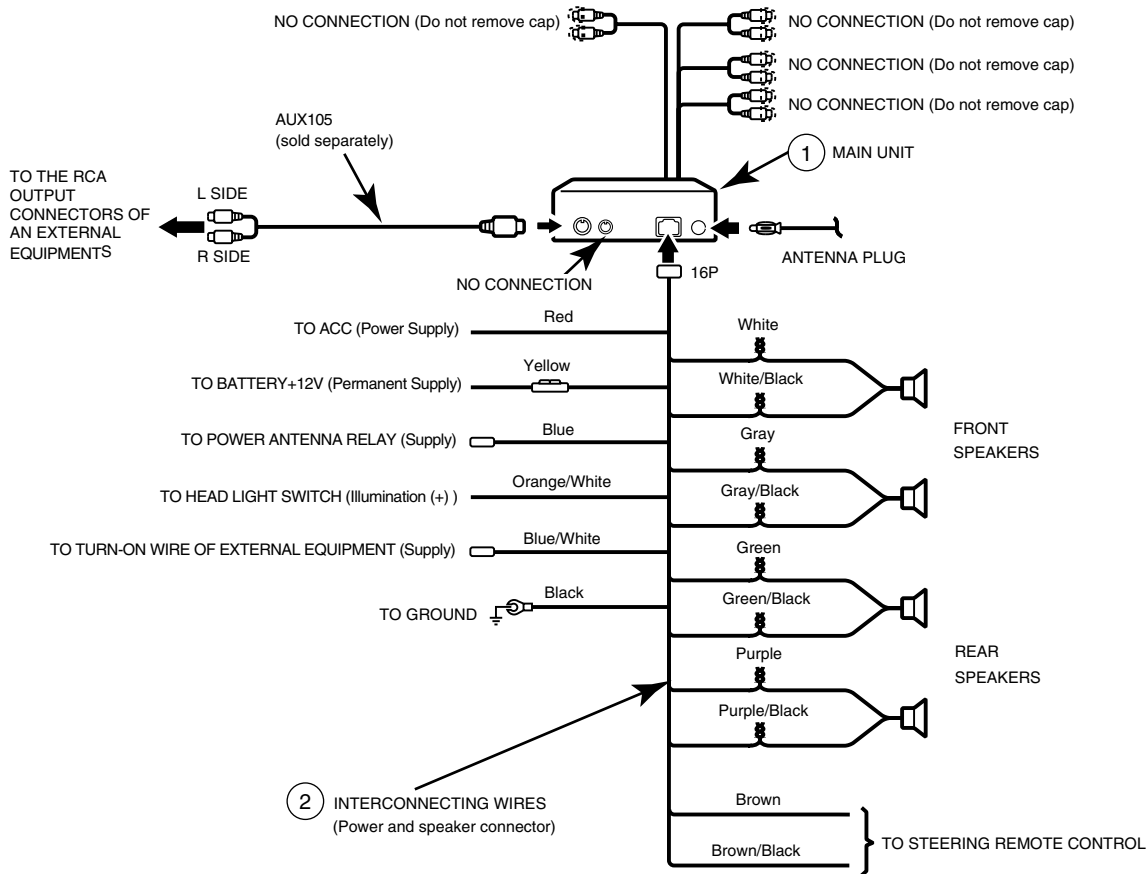 NO CONNECTION (Do not remove cap)
NO CONNECTION (Do not remove cap)
NO CONNECTION (Do not remove cap)
NO CONNECTION (Do not remove cap)
AUX105
(sold separately)
1 MAIN UNIT
TO THE RCA
OUTPUT
CONNECTORS OF
AN EXTERNAL
EQUIPMENTS
L SIDE
R SIDE
NO CONNECTION
ANTENNA PLUG
16P
TO ACC (Power Supply)
Red
TO BATTERY+12V (Permanent Supply)
Yellow
TO POWER ANTENNA RELAY (Supply)
Blue
TO HEAD LIGHT SWITCH (Illumination (+) )
Orange/White
TO TURN-ON WIRE OF EXTERNAL EQUIPMENT (Supply)
Blue/White
TO GROUND
Black
White
White/Black
Gray
Gray/Black
FRONT
SPEAKERS
Green
Green/Black
Purple
Purple/Black
REAR
SPEAKERS
2 INTERCONNECTING WIRES
(Power and speaker connector)
Brown
Brown/Black
TO STEERING REMOTE CONTROL